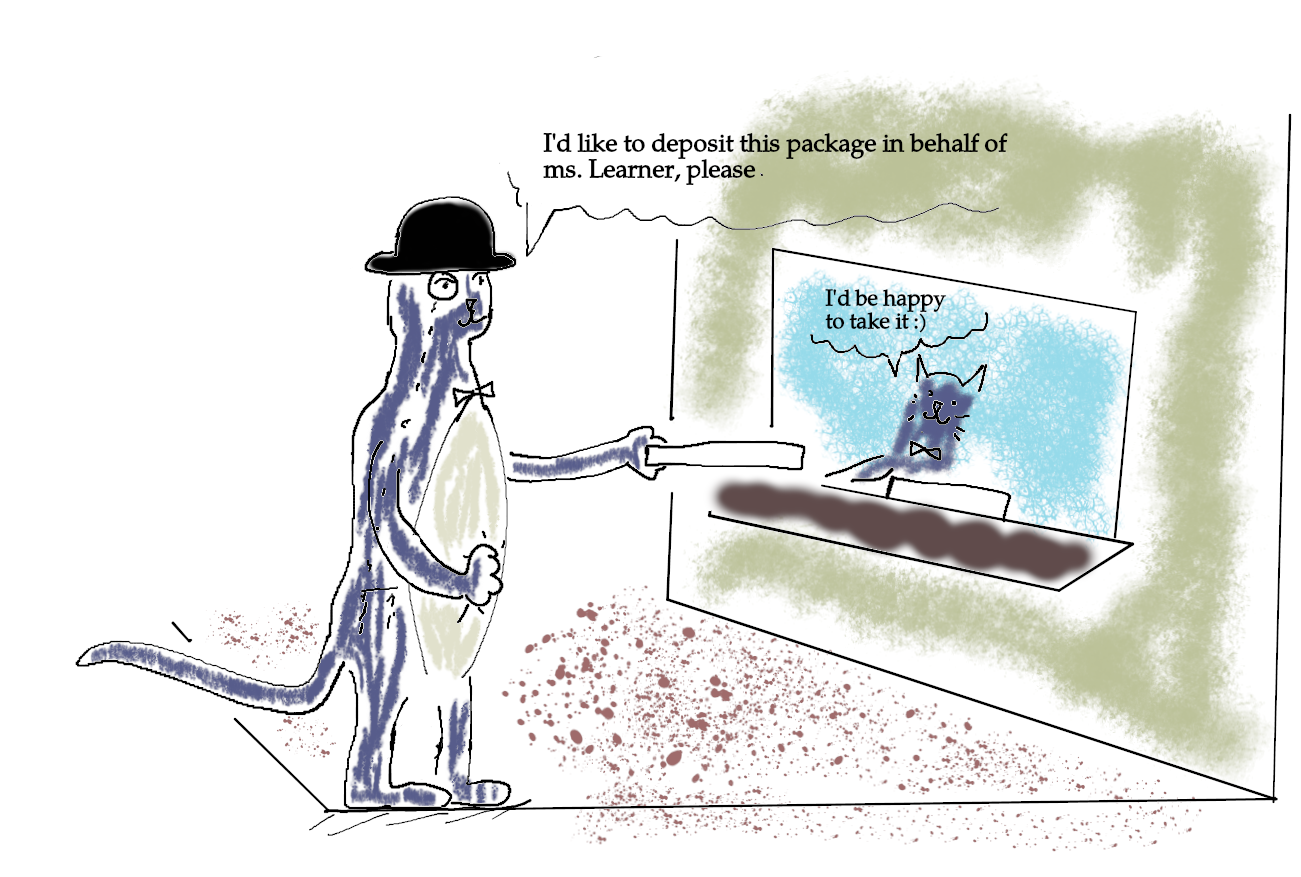 I'd like to deposit this package in behalf of
ms. Learner, please .
I'd be happy
to take it :)